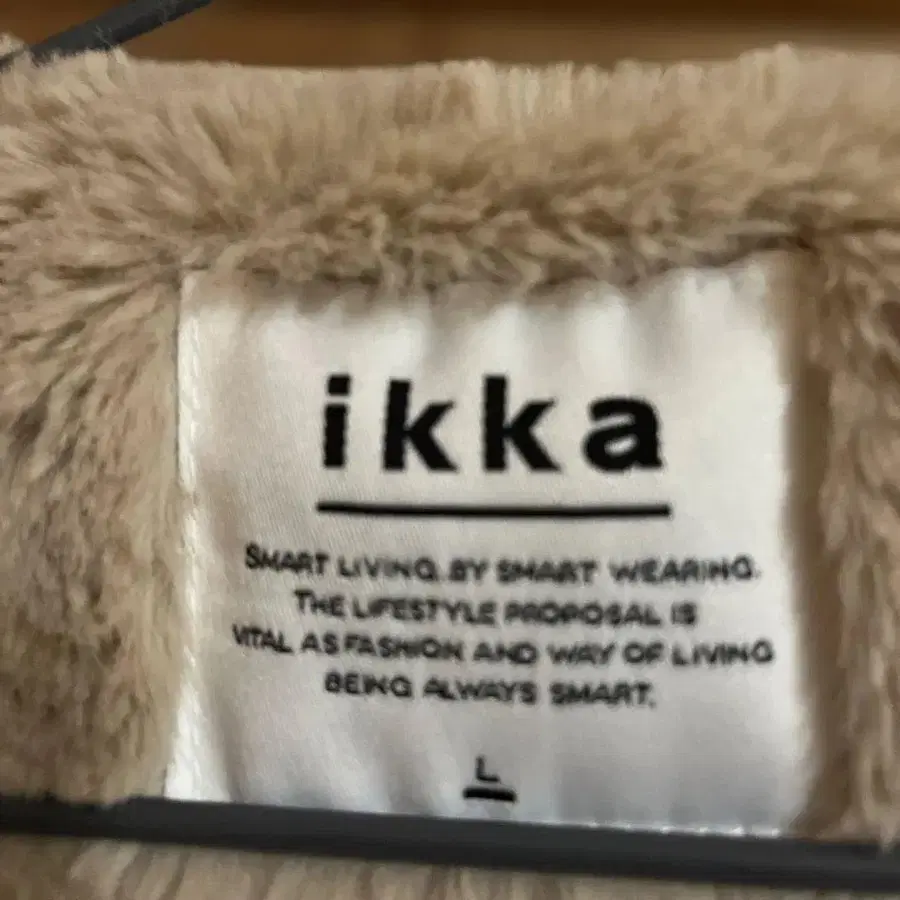 ikka
SMART LIVING. BY SMART WEARING.
THE LIFESTYLE PROPOSAL IS
VITAL AS FASHION AND WAY OF LIVING
BEING ALWAYS SMART.
L